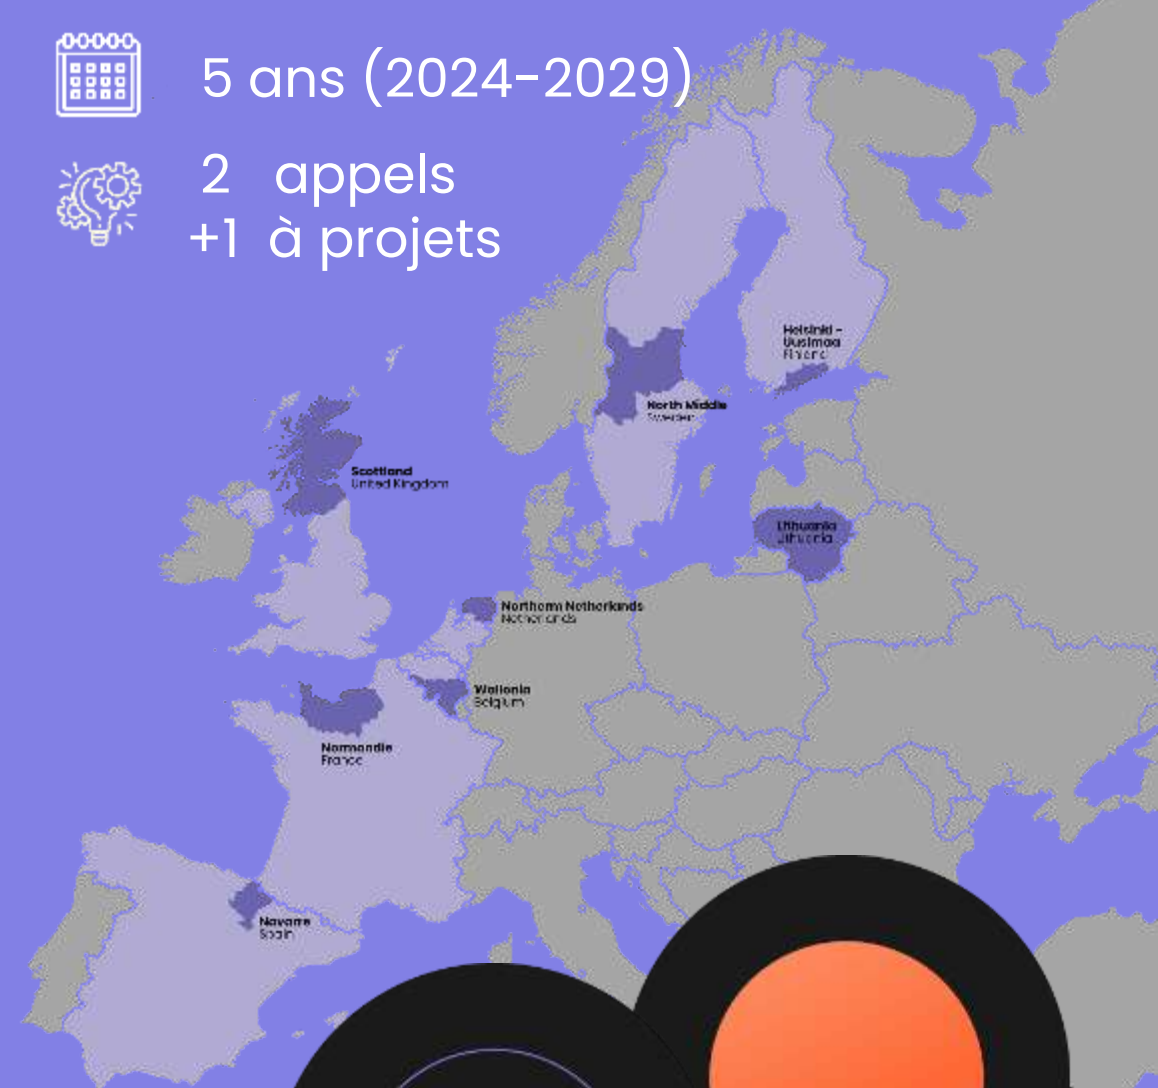 5 ans (2024-2029)
2 appels
+1 à projets
Helsinki -
Uusimaa
Finland
North Middle
Sweden
Scottland
United Kingdom
Lithuania
Lithuania
Northern Netherlands
Netherlands
Wallonia
Belgium
Normandie
France
Navarre
Spain